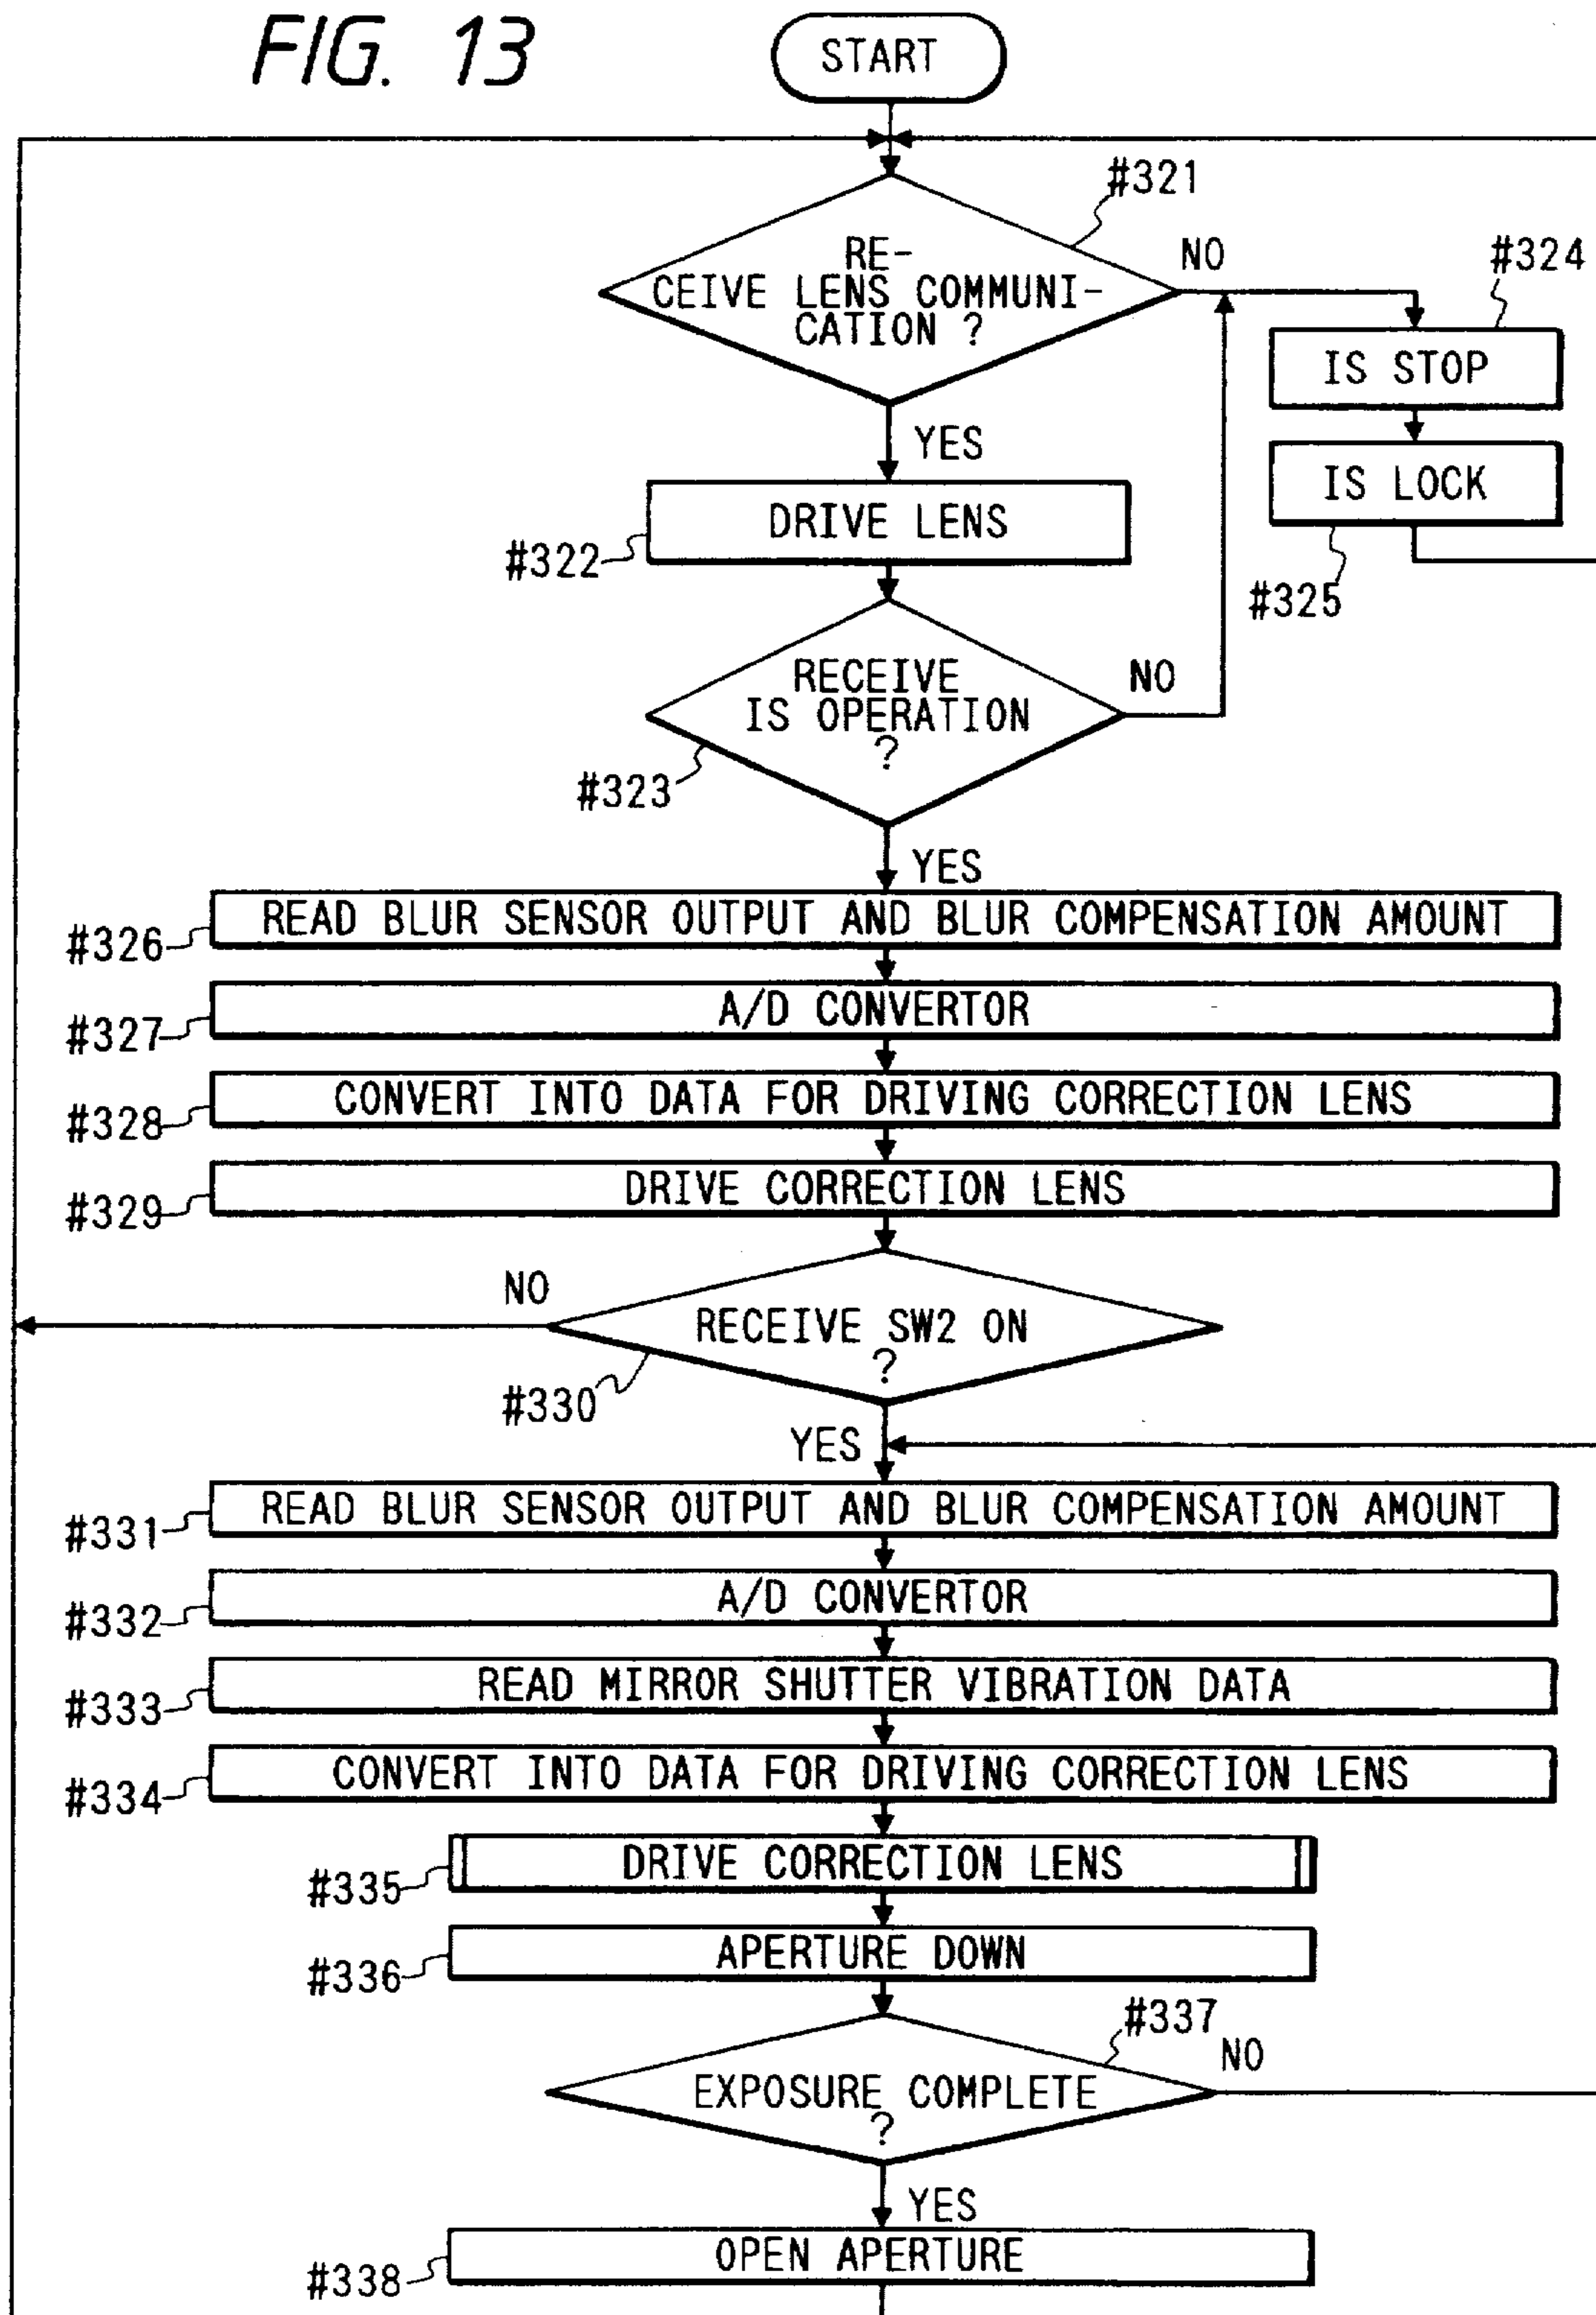 FIG. 13
START
#321
RE-
CEIVE LENS COMMUNI-
CATION ?
NO
#324
IS STOP
YES
IS LOCK
DRIVE LENS
#322
#325
RECEIVE
IS OPERATION
?
NO
#323
YES
READ BLUR SENSOR OUTPUT AND BLUR COMPENSATION AMOUNT
#326
A/D CONVERTOR
#327
CONVERT INTO DATA FOR DRIVING CORRECTION LENS
#328
DRIVE CORRECTION LENS
#329
NO
RECEIVE SW2 ON
?
#330
YES
READ BLUR SENSOR OUTPUT AND BLUR COMPENSATION AMOUNT
#331
A/D CONVERTOR
#332
READ MIRROR SHUTTER VIBRATION DATA
#333
CONVERT INTO DATA FOR DRIVING CORRECTION LENS
#334
DRIVE CORRECTION LENS
#335
APERTURE DOWN
#336
#337
NO
EXPOSURE COMPLETE
?
YES
OPEN APERTURE
#338